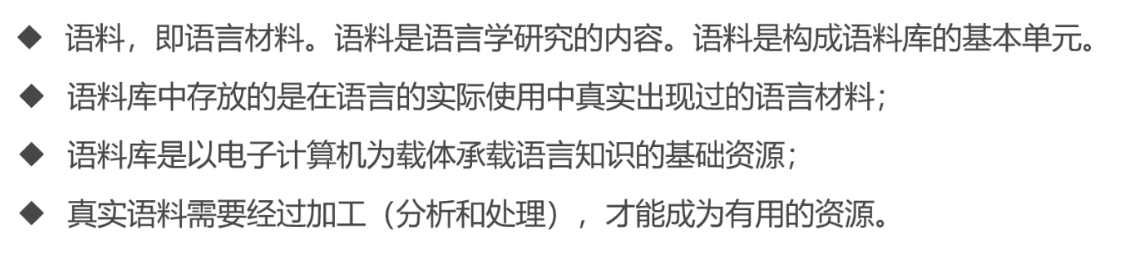 ◆ 语料，即语言材料。语料是语言学研究的内容。语料是构成语料库的基本单元。
◆ 语料库中存放的是在语言的实际使用中真实出现过的语言材料；
◆ 语料库是以电子计算机为载体承载语言知识的基础资源；
◆ 真实语料需要经过加工（分析和处理），才能成为有用的资源。